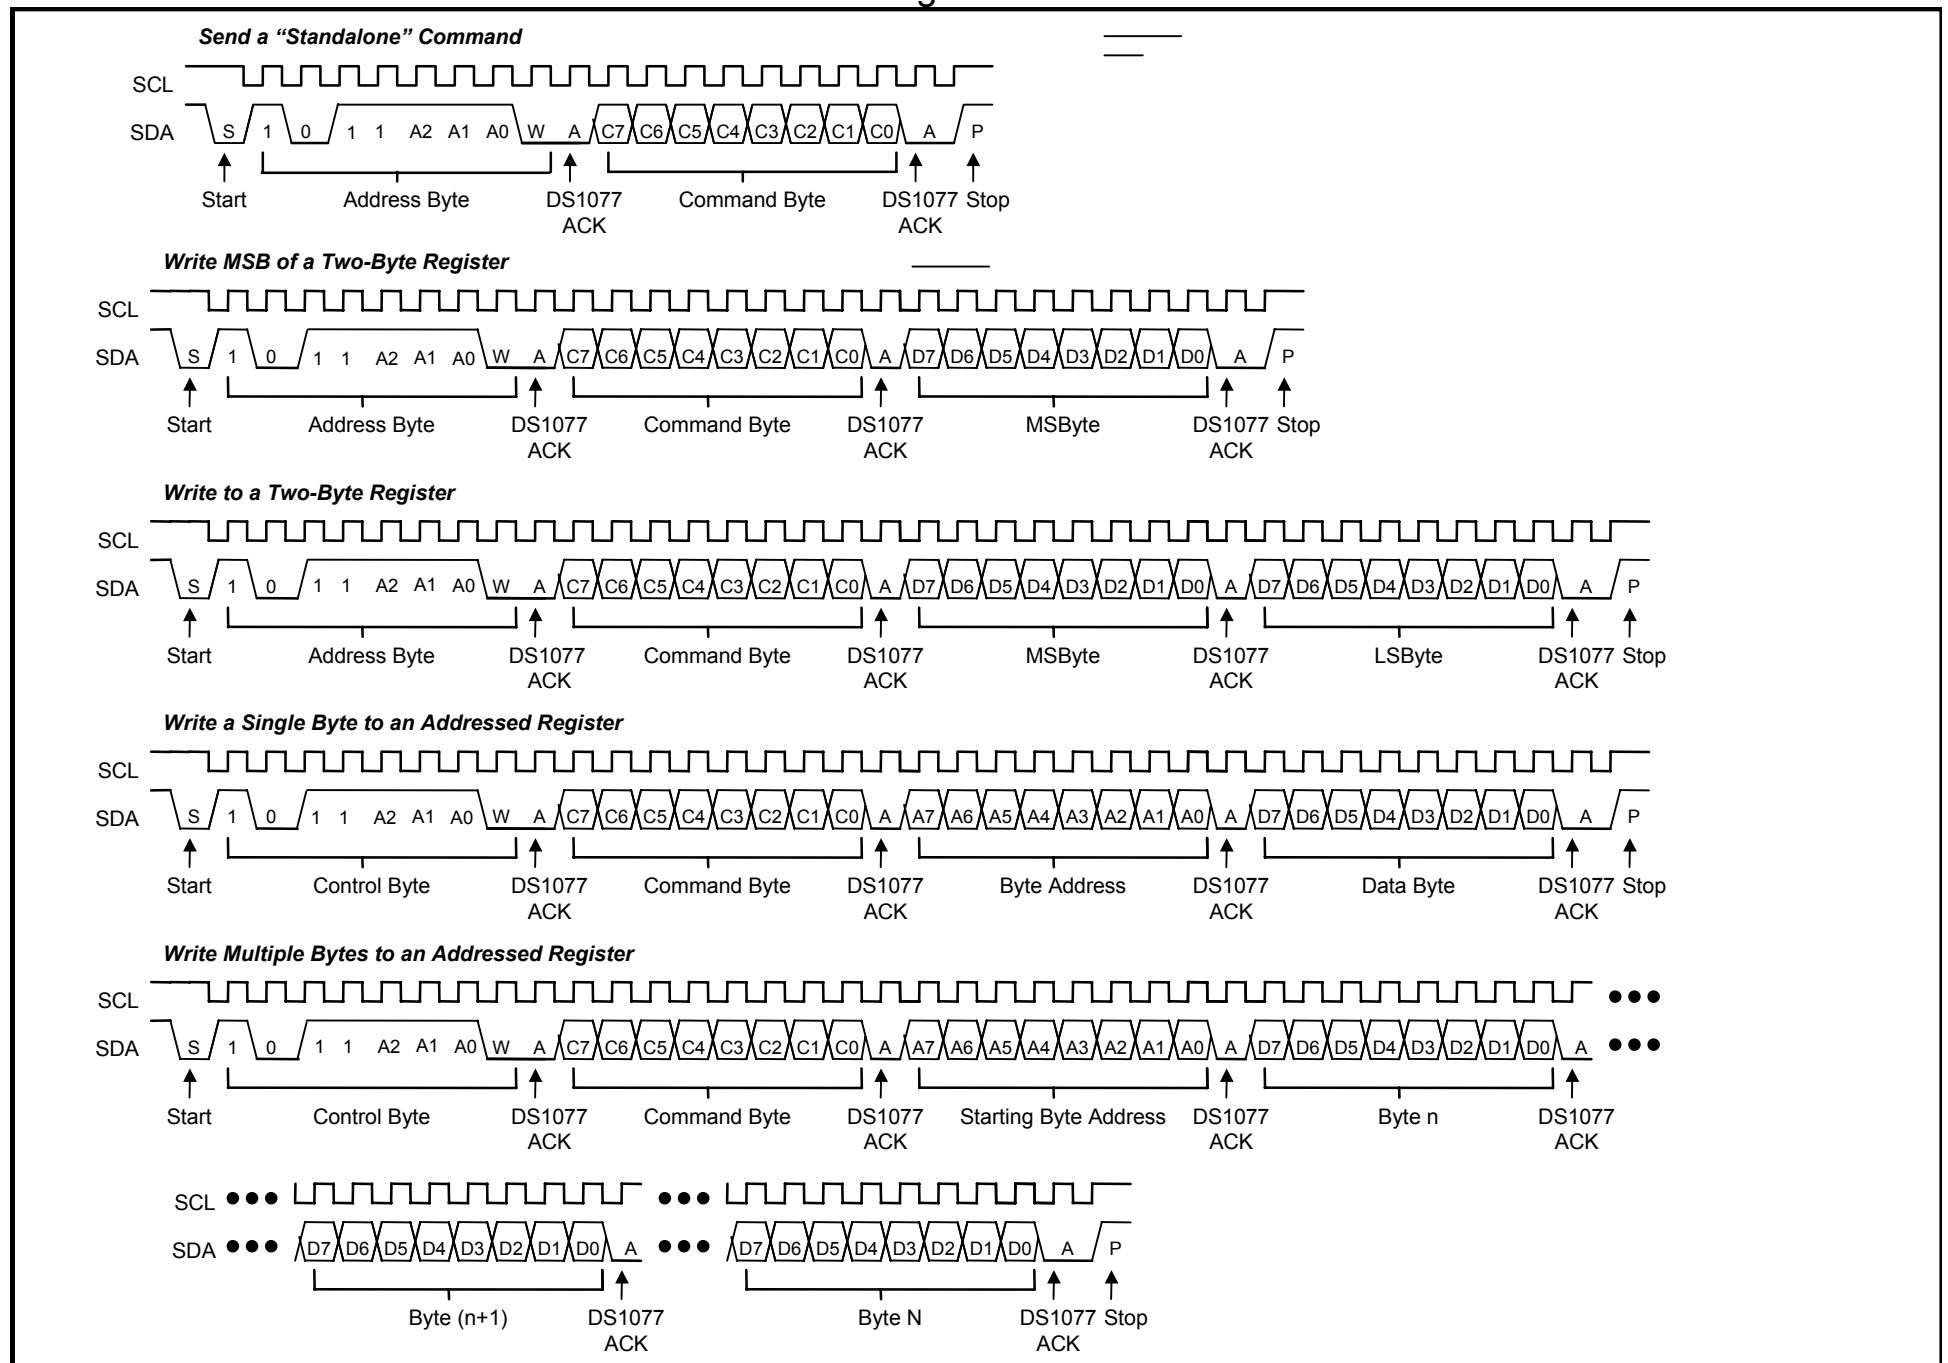 Send a “Standalone” Command
SCL
SDA S 1 0 1 1 A2 A1 A0 W A C7 C6 C5 C4 C3 C2 C1 C0 A P
Start Address Byte DS1077 Command Byte DS1077 Stop
ACK ACK
Write MSB of a Two-Byte Register
SCL
SDA S 1 0 1 1 A2 A1 A0 W A C7 C6 C5 C4 C3 C2 C1 C0 A D7 D6 D5 D4 D3 D2 D1 D0 A P
Start Address Byte DS1077 Command Byte DS1077 MSByte DS1077 Stop
ACK ACK ACK
Write to a Two-Byte Register
SCL
SDA S 1 0 1 1 A2 A1 A0 W A C7 C6 C5 C4 C3 C2 C1 C0 A D7 D6 D5 D4 D3 D2 D1 D0 A D7 D6 D5 D4 D3 D2 D1 D0 A P
Start Address Byte DS1077 Command Byte DS1077 MSByte DS1077 LSByte DS1077 Stop
ACK ACK ACK ACK
Write a Single Byte to an Addressed Register
SCL
SDA S 1 0 1 1 A2 A1 A0 W A C7 C6 C5 C4 C3 C2 C1 C0 A A7 A6 A5 A4 A3 A2 A1 A0 A D7 D6 D5 D4 D3 D2 D1 D0 A P
Start Control Byte DS1077 Command Byte DS1077 Byte Address DS1077 Data Byte DS1077 Stop
ACK ACK ACK ACK
Write Multiple Bytes to an Addressed Register
SCL
SDA S 1 0 1 1 A2 A1 A0 W A C7 C6 C5 C4 C3 C2 C1 C0 A A7 A6 A5 A4 A3 A2 A1 A0 A D7 D6 D5 D4 D3 D2 D1 D0 A
Start Control Byte DS1077 Command Byte DS1077 Starting Byte Address DS1077 Byte n DS1077
ACK ACK ACK ACK
SCL
SDA D7 D6 D5 D4 D3 D2 D1 D0 A D7 D6 D5 D4 D3 D2 D1 D0 A P
Byte (n+1) DS1077 Byte N DS1077 Stop
ACK ACK